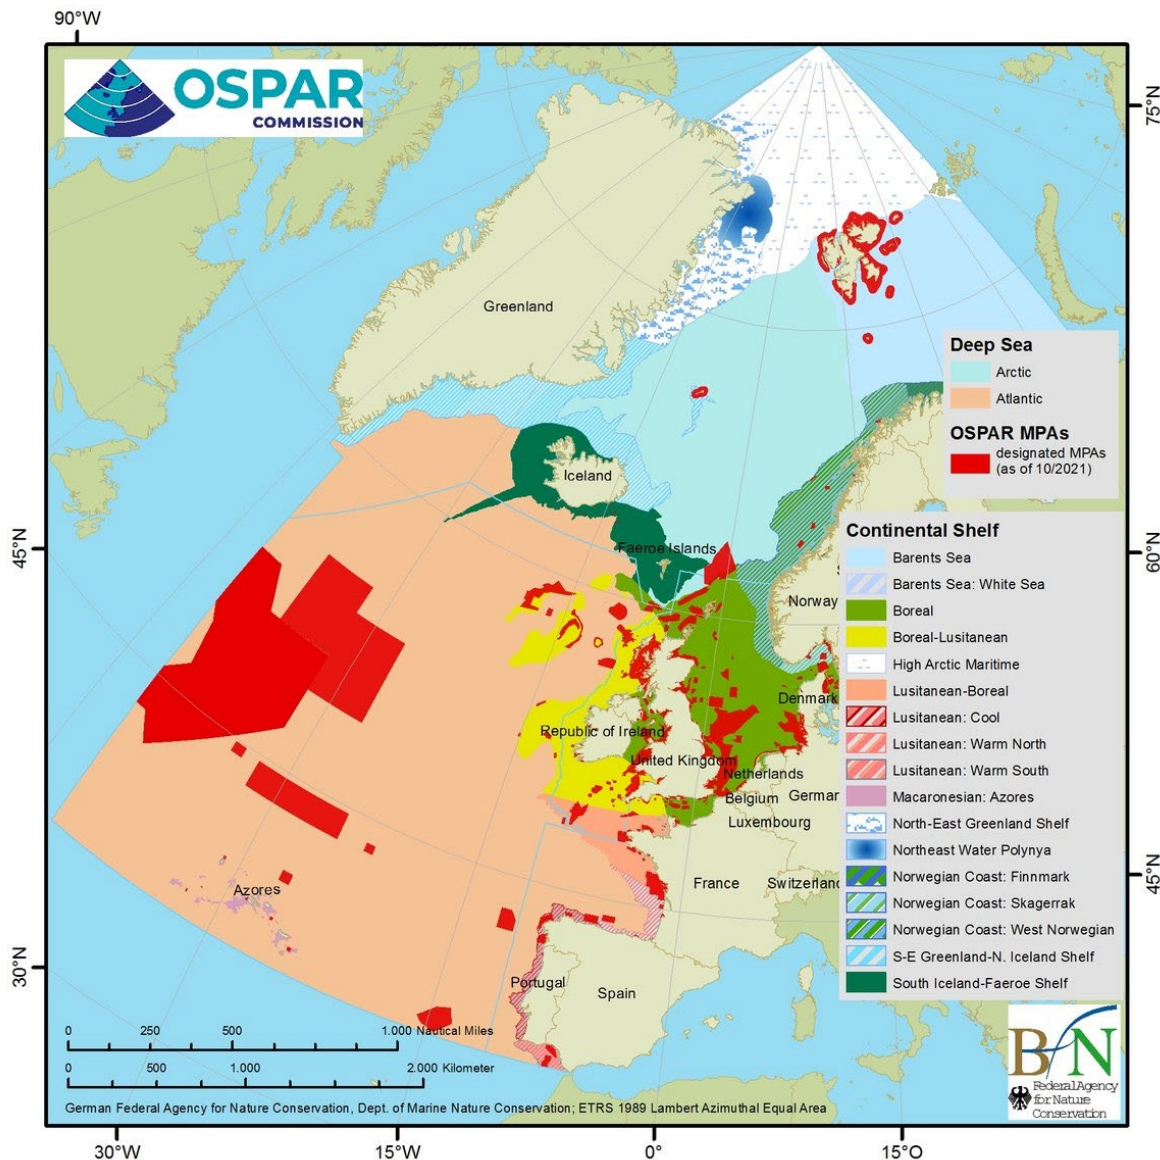 90°W
OSPAR
COMMISSION
75°N
Greenland
Deep Sea
Arctic
Atlantic
OSPAR MPAs
designated MPAs
(as of 10/2021)
Iceland
45°N
Faeroe Islands
60°N
Continental Shelf
Barents Sea
Barents Sea: White Sea
Boreal
Boreal-Lusitanean
High Arctic Maritime
Lusitanean-Boreal
Lusitanean: Cool
Lusitanean: Warm North
Lusitanean: Warm South
Macaronesian: Azores
North-East Greenland Shelf
Northeast Water Polynya
Norwegian Coast: Finnmark
Norwegian Coast: Skagerrak
Norwegian Coast: West Norwegian
S-E Greenland-N. Iceland Shelf
South Iceland-Faeroe Shelf
Norway
Denmark
Republic of Ireland
United Kingdom
Netherlands
Belgium
German
Luxembourg
France
Switzerland
45°N
Azores
30°N
Portugal
Spain
0 250 500 1.000 Nautical Miles
0 500 1.000 2.000 Kilometer
BfN
Federal Agency
for Nature
Conservation
German Federal Agency for Nature Conservation, Dept. of Marine Nature Conservation; ETRS 1989 Lambert Azimuthal Equal Area
30°W
15°W
0°
15°O